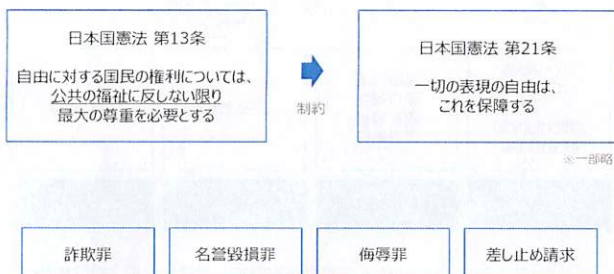 日本国憲法 第13条
自由に対する国民の権利については、
公共の福祉に反しない限り
最大の尊重を必要とする
制約
日本国憲法 第21条
一切の表現の自由は、
これを保障する
※一部略
詐欺罪
名誉毀損罪
侮辱罪
差し止め請求